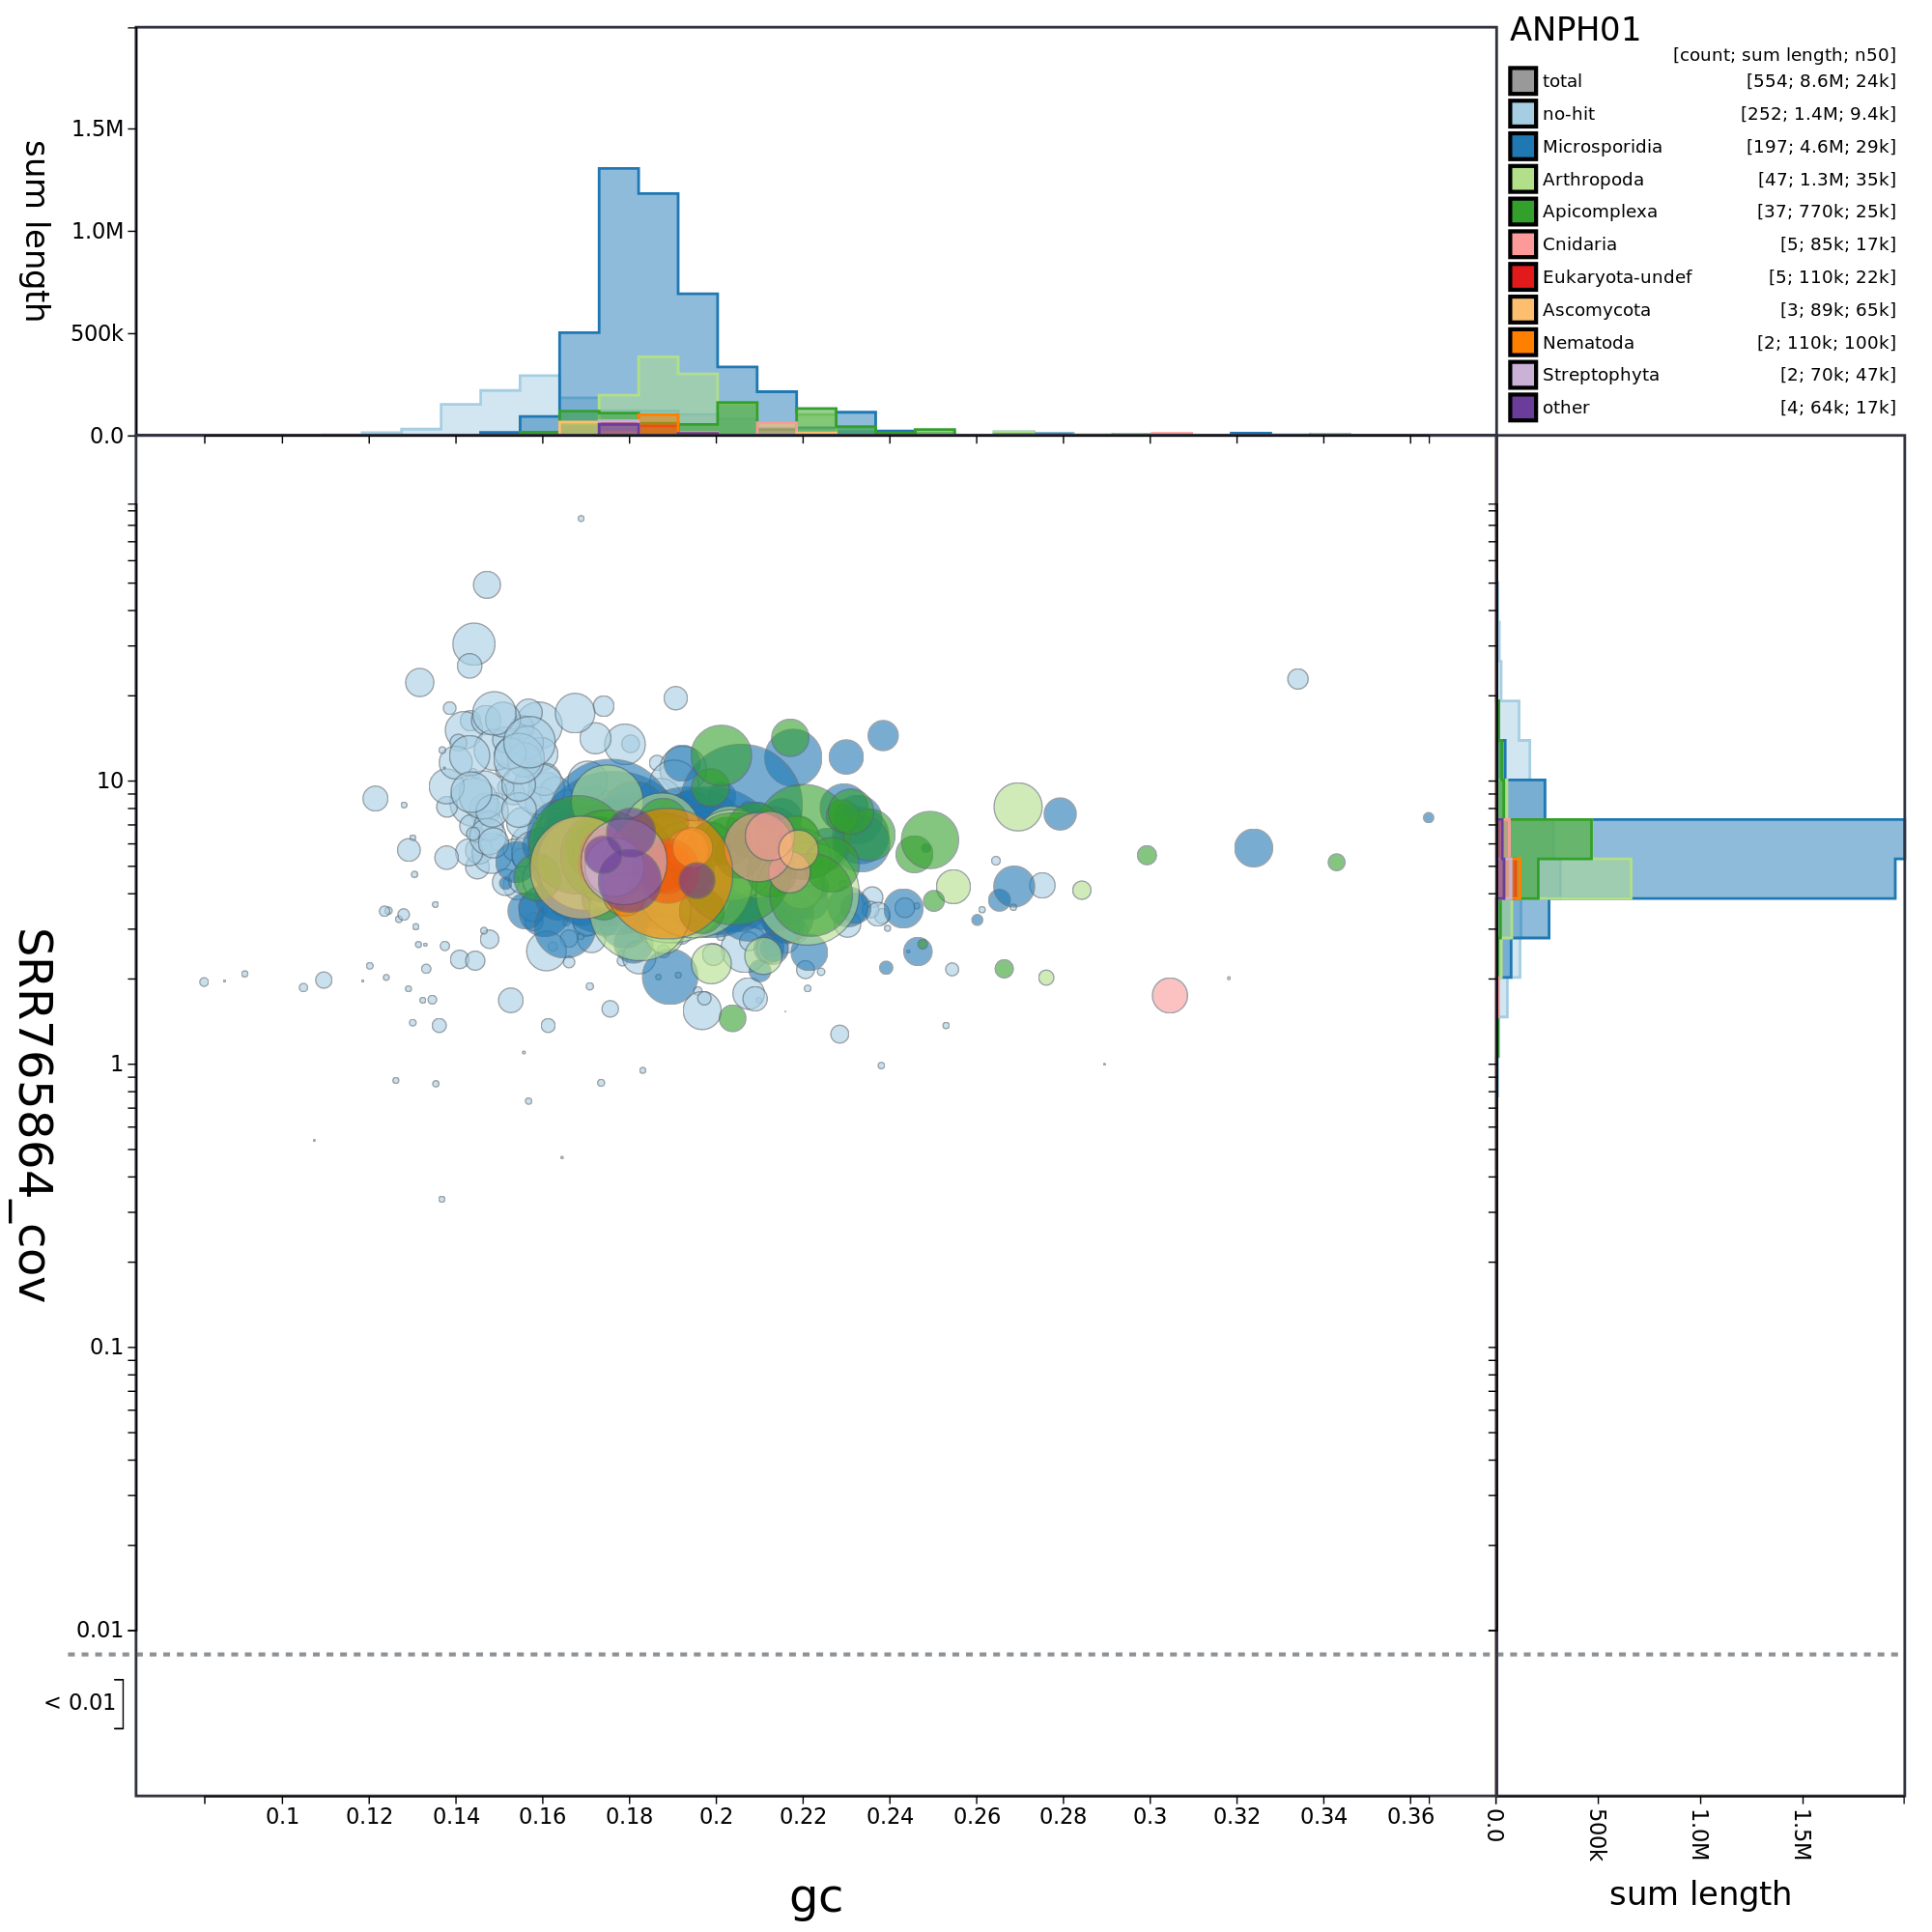 ANPH01
[count; sum length; n50]
total [554; 8.6M; 24k]
no-hit [252; 1.4M; 9.4k]
Microsporidia [197; 4.6M; 29k]
Arthropoda [47; 1.3M; 35k]
Apicomplexa [37; 770k; 25k]
Cnidaria [5; 85k; 17k]
Eukaryota-undef [5; 110k; 22k]
Ascomycota [3; 89k; 65k]
Nematoda [2; 110k; 100k]
Streptophyta [2; 70k; 47k]
other [4; 64k; 17k]
sum length
1.5M
1.0M
500k
0.0
SRR765864_cov
10
1
0.1
0.01
< 0.01
0.1 0.12 0.14 0.16 0.18 0.2 0.22 0.24 0.26 0.28 0.3 0.32 0.34 0.36
gc
0.0 500k 1.0M 1.5M
sum length